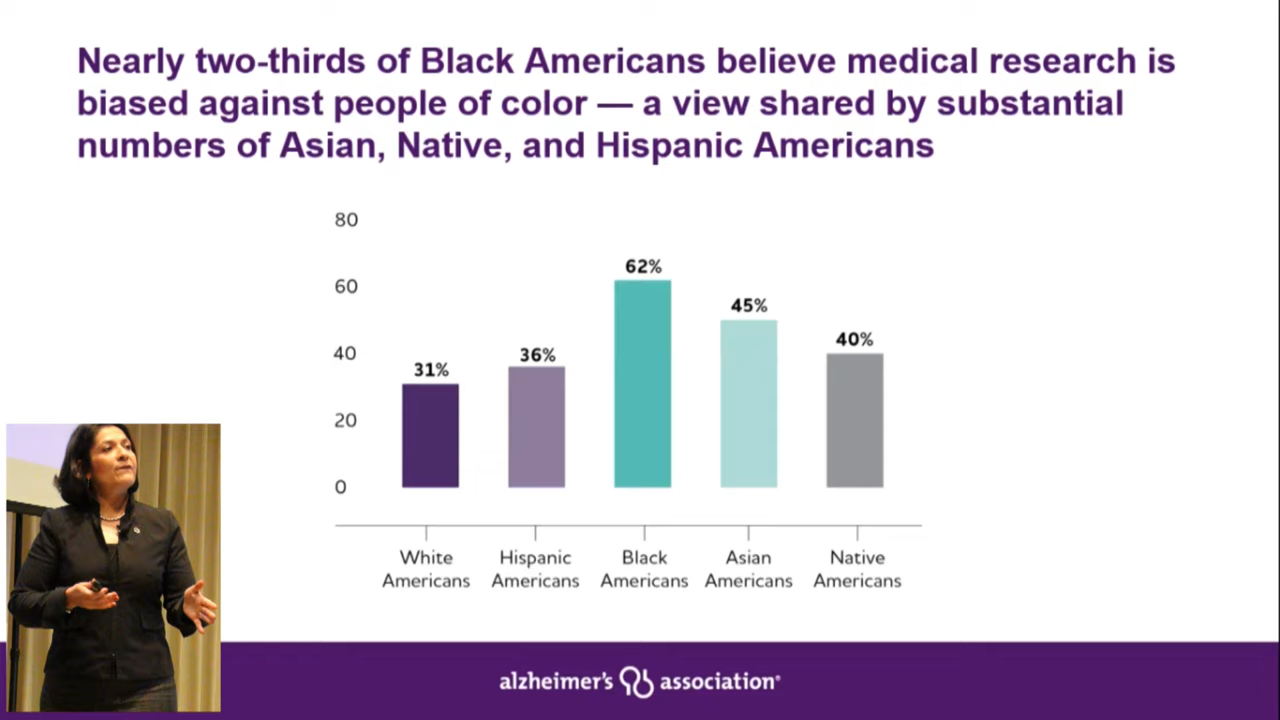 Nearly two-thirds of Black Americans believe medical research is
biased against people of color — a view shared by substantial
numbers of Asian, Native, and Hispanic Americans
80
60
40
20
0
31%
36%
62%
45%
40%
White
Americans
Hispanic
Americans
Black
Americans
Asian
Americans
Native
Americans
alzheimer's association®